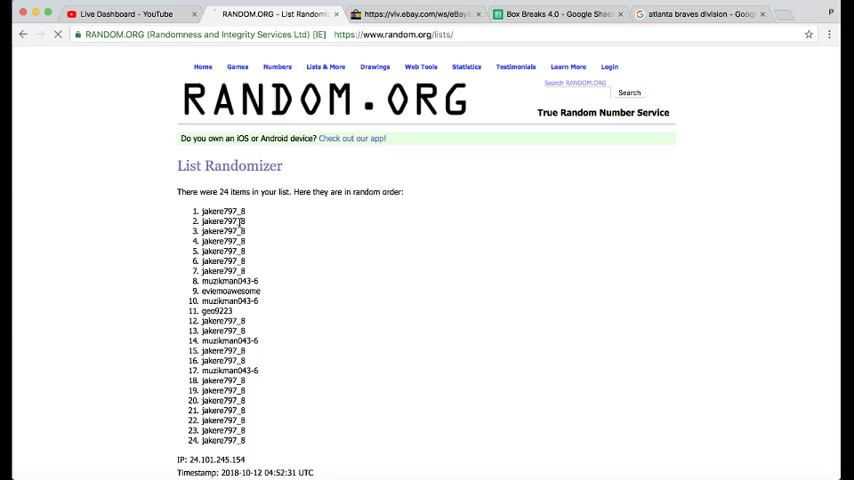 Live Dashboard - YouTube
RANDOM.ORG - List Randomi
https://viv.ebay.com/ws/eBay
Box Breaks 4.0 - Google Sheet
atlanta braves division - Goog
P
RANDOM.ORG (Randomness and Integrity Services Ltd) [IE] https://www.random.org/lists/
Home Games Numbers Lists & More Drawings Web Tools Statistics Testimonials Learn More Login
RANDOM.ORG
Search RANDOM.ORG
Search
True Random Number Service
Do you own an iOS or Android device? Check out our app!
List Randomizer
There were 24 items in your list. Here they are in random order:
1. jakere797_8
2. jakere797_8
3. jakere797_8
4. jakere797_8
5. jakere797_8
6. jakere797_8
7. jakere797_8
8. muzikman043-6
9. eviemoawesome
10. muzikman043-6
11. geo9223
12. jakere797_8
13. jakere797_8
14. muzikman043-6
15. jakere797_8
16. jakere797_8
17. muzikman043-6
18. jakere797_8
19. jakere797_8
20. jakere797_8
21. jakere797_8
22. jakere797_8
23. jakere797_8
24. jakere797_8
IP: 24.101.245.154
Timestamp: 2018-10-12 04:52:31 UTC